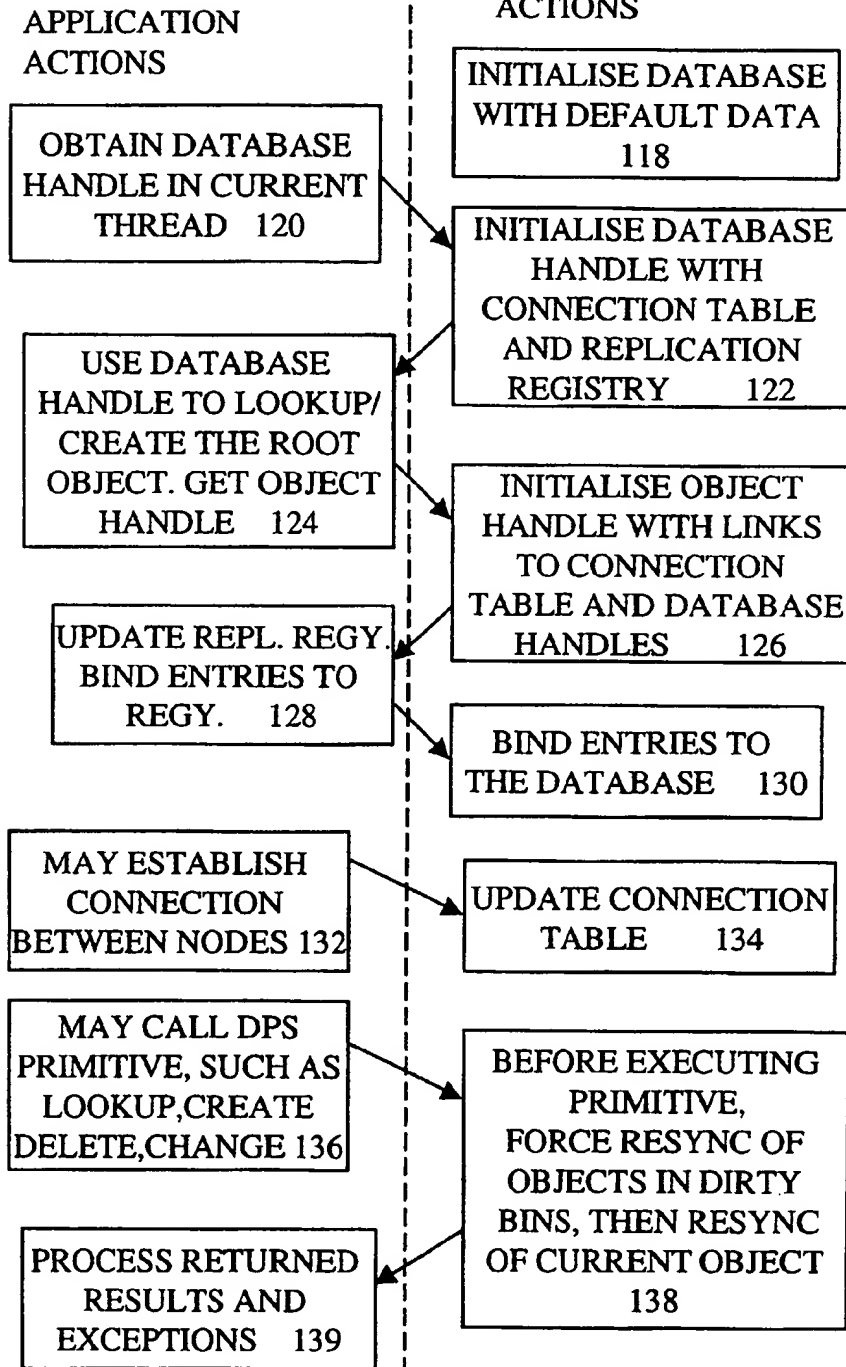 APPLICATION
ACTIONS
ACTIONS
INITIALISE DATABASE
WITH DEFAULT DATA
118
OBTAIN DATABASE
HANDLE IN CURRENT
THREAD 120
INITIALISE DATABASE
HANDLE WITH
CONNECTION TABLE
AND REPLICATION
REGISTRY 122
USE DATABASE
HANDLE TO LOOKUP/
CREATE THE ROOT
OBJECT. GET OBJECT
HANDLE 124
INITIALISE OBJECT
HANDLE WITH LINKS
TO CONNECTION
TABLE AND DATABASE
HANDLES 126
UPDATE REPL. REGY.
BIND ENTRIES TO
REGY. 128
BIND ENTRIES TO
THE DATABASE 130
MAY ESTABLISH
CONNECTION
BETWEEN NODES 132
UPDATE CONNECTION
TABLE 134
MAY CALL DPS
PRIMITIVE, SUCH AS
LOOKUP,CREATE
DELETE,CHANGE 136
BEFORE EXECUTING
PRIMITIVE,
FORCE RESYNC OF
OBJECTS IN DIRTY
BINS, THEN RESYNC
OF CURRENT OBJECT
138
PROCESS RETURNED
RESULTS AND
EXCEPTIONS 139